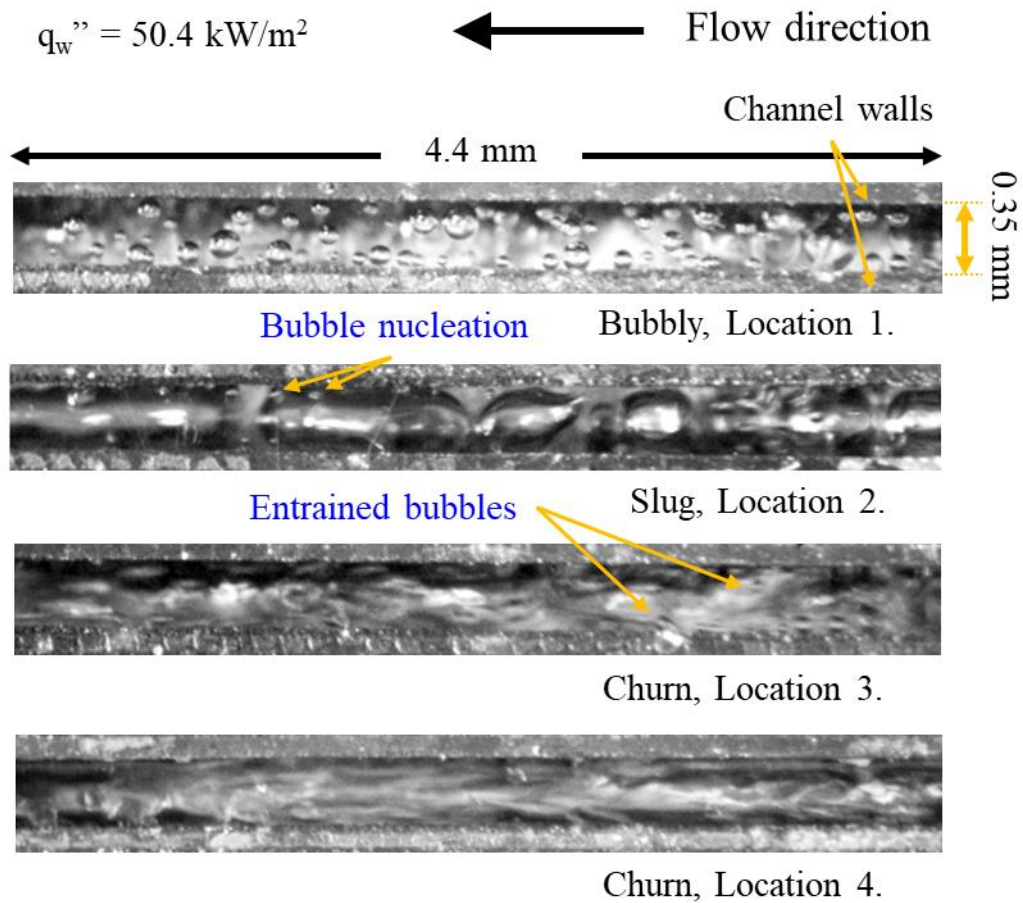 q_w” = 50.4 kW/m²
Flow direction
Channel walls
4.4 mm
0.35 mm
Bubble nucleation
Bubbly, Location 1.
Entrained bubbles
Slug, Location 2.
Churn, Location 3.
Churn, Location 4.